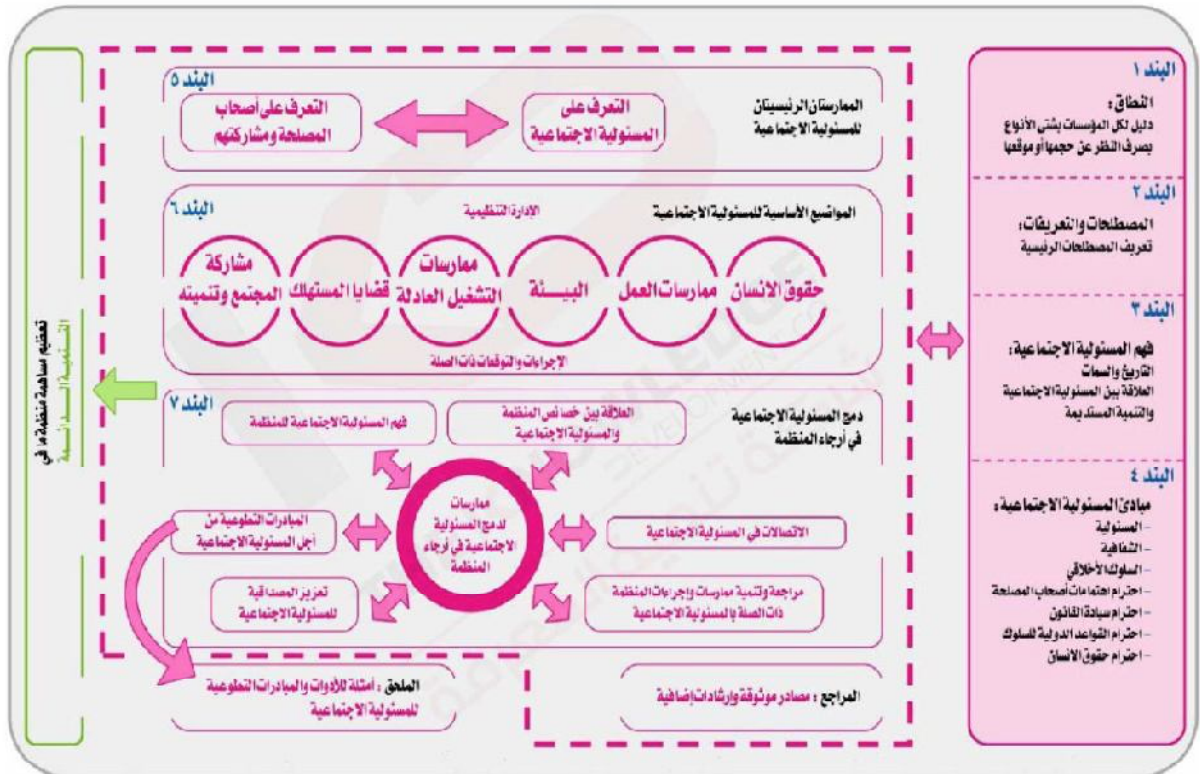 البند ١
النطاق :
دليل لكل المؤسسات بشتى الأنواع
بصرف النظر عن حجمها أو موقعها
البند ٢
المصطلحات والتعريفات :
تعريف المصطلحات الرئيسية
البند ٣
فهم المسئولية الاجتماعية :
التاريخ والسمات
العلاقة بين المسئولية الاجتماعية
والتنمية المستديمة
البند ٤
مبادئ المسئولية الاجتماعية :
– المسئولية
– الشفافية
– السلوك الأخلاقي
– احترام اهتمامات أصحاب المصلحة
– احترام سيادة القانون
– احترام القواعد الدولية للسلوك
– احترام حقوق الانسان
البند ٥
الممارستان الرئيسيتان
للمسئولية الاجتماعية
التعرف على
المسئولية الاجتماعية
التعرف على أصحاب
المصلحة ومشاركتهم
البند ٦
المواضيع الأساسية للمسئولية الاجتماعية
الادارة التنظيمية
حقوق الانسان
ممارسات العمل
البيـــئة
ممارسات
التشغيل العادلة
قضايا المستهلك
مشاركة
المجتمع وتنميته
الإجراءات والتوقعات ذات الصلة
البند ٧
دمج المسئولية الاجتماعية
في أرجاء المنظمة
العلاقة بين خصائص المنظمة
والمسئولية الاجتماعية
فهم المسئولية الاجتماعية للمنظمة
ممارسات
لدمج المسئولية
الاجتماعية في أرجاء
المنظمة
الاتصالات في المسئولية الاجتماعية
المبادرات التطوعية من
أجل المسئولية الاجتماعية
مراجعة وتنمية ممارسات وإجراءات المنظمة
ذات الصلة بالمسئولية الاجتماعية
تعزيز المصداقية
للمسئولية الاجتماعية
المراجع : مصادر موثوقة وإرشادات إضافية
الملحق : أمثلة للأدوات والمبادرات التطوعية
للمسئولية الاجتماعية
تعظيم مساهمة منظمة ما في
التـنـميـة الـدائـمـة